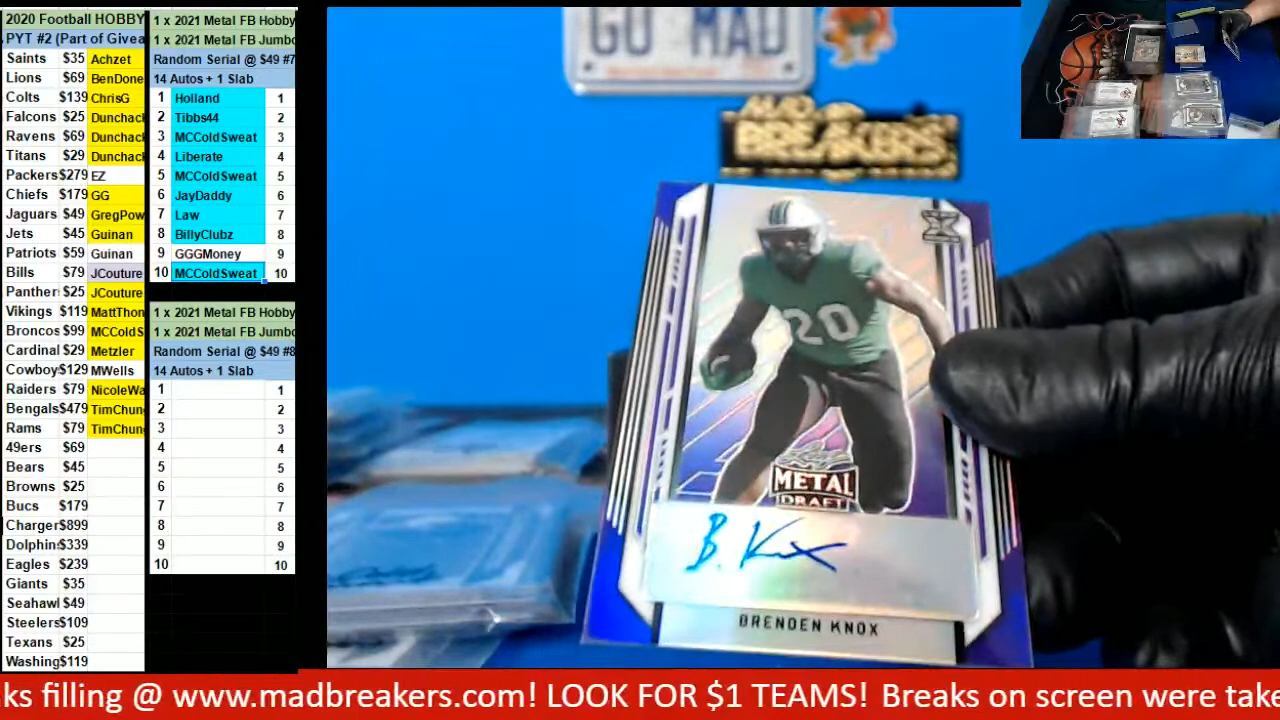 2020 Football HOBBY
PYT #2 (Part of Givea
Saints $35 Achzet
Lions $69 BenDone
Colts $139 ChrisG
Falcons $25 Dunchac
Ravens $69 Dunchac
Titans $29 Dunchac
Packers $279 EZ
Chiefs $179 GG
Jaguars $49 GregPow
Jets $45 Guinan
Patriots $59 Guinan
Bills $79 JCouture
Panther $25 JCouture
Vikings $119 MattThon
Broncos $99 MCColdS
Cardinal $29 Metzler
Cowboy $129 MWells
Raiders $79 NicoleWa
Bengals $479 TimChun
Rams $79 TimChun
49ers $69
Bears $45
Browns $25
Bucs $179
Charger $899
Dolphin $339
Eagles $239
Giants $35
Seahawl $49
Steelers $109
Texans $25
Washing $119
1 x 2021 Metal FB Hobby
1 x 2021 Metal FB Jumbo
Random Serial @ $49 #7
14 Autos + 1 Slab
1 Holland 1
2 Tibbs44 2
3 MCColdSweat 3
4 Liberate 4
5 MCColdSweat 5
6 JayDaddy 6
7 Law 7
8 BillyClubz 8
9 GGGMoney 9
10 MCColdSweat 10
1 x 2021 Metal FB Hobby
1 x 2021 Metal FB Jumbo
Random Serial @ $49 #8
14 Autos + 1 Slab
1 1
2 2
3 3
4 4
5 5
6 6
7 7
8 8
9 9
10 10
GO MAD
MAD
BREAKERS
20
Leaf
METAL
DRAFT
B. Knox
BRENDEN KNOX
ks filling @ www.madbreakers.com! LOOK FOR $1 TEAMS! Breaks on screen were take